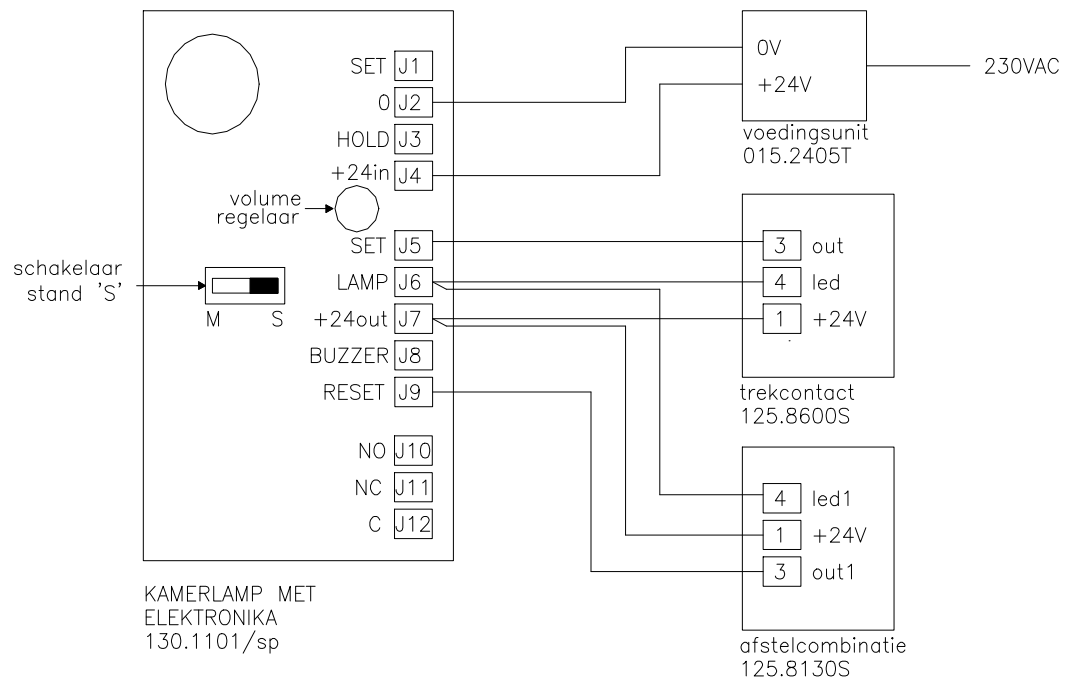 SET J1
0 J2
HOLD J3
+24in J4
volume
regelaar
SET J5
LAMP J6
+24out J7
BUZZER J8
RESET J9
NO J10
NC J11
C J12
schakelaar
stand 'S'
M S
KAMERLAMP MET
ELEKTRONIKA
130.1101/sp
0V
+24V
230VAC
voedingsunit
015.2405T
3 out
4 led
1 +24V
trekcontact
125.8600S
4 led1
1 +24V
3 out1
afstelcombinatie
125.8130S